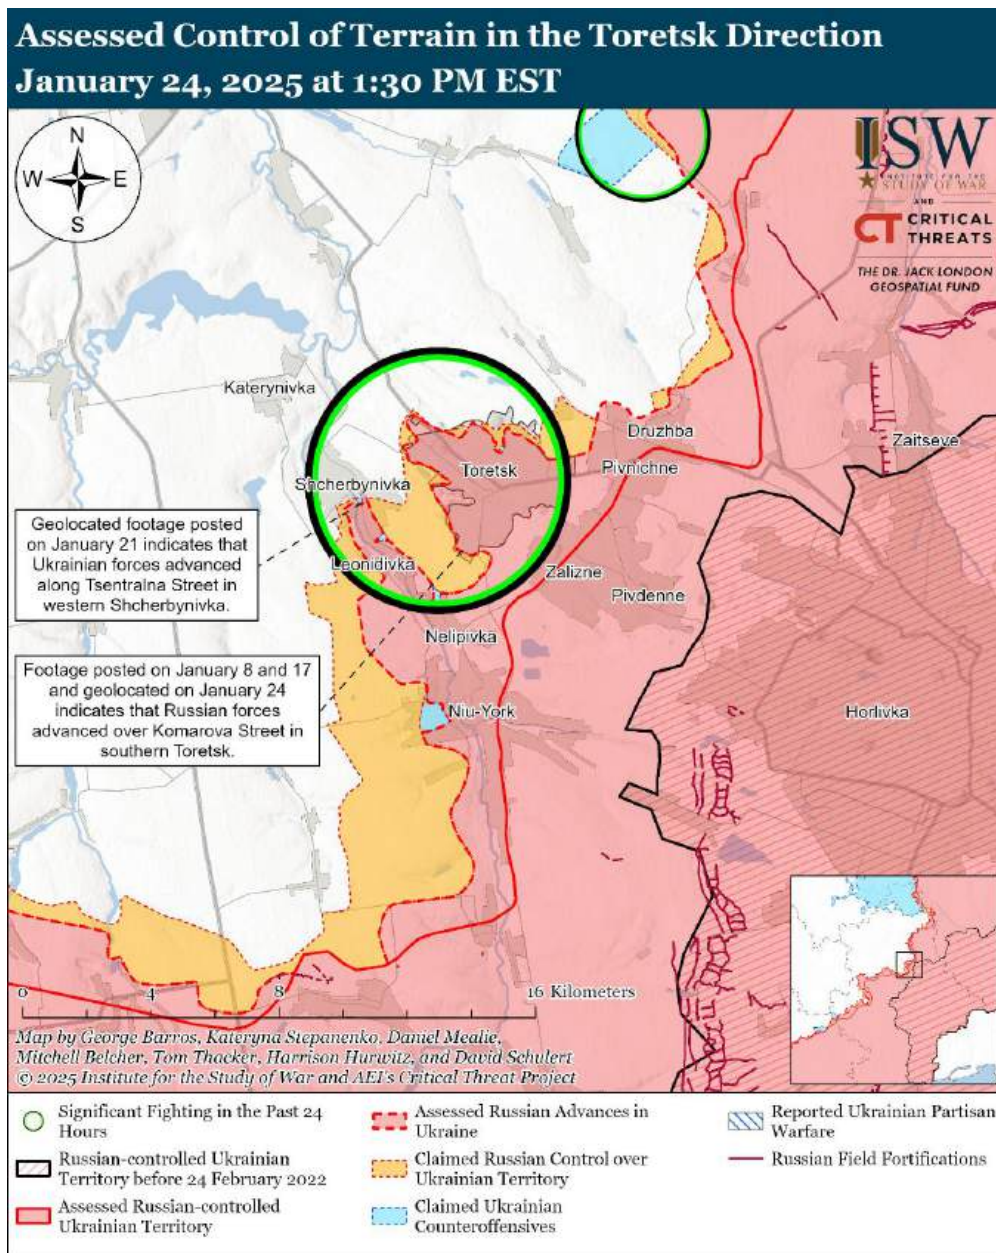 Assessed Control of Terrain in the Toretsk Direction
January 24, 2025 at 1:30 PM EST
N
W
E
S
ISW
INSTITUTE FOR THE
STUDY OF WAR
AND
CT CRITICAL
THREATS
THE DR. JACK LONDON
GEOSPATIAL FUND
Katerynivka
Druzhba
Zaitseve
Toretsk
Pivnichne
Shcherbynivka
Geolocated footage posted
on January 21 indicates that
Ukrainian forces advanced
along Tsentralna Street in
western Shcherbynivka.
Leonidivka
Zalizne
Pivdenne
Nelipivka
Footage posted on January 8 and 17
and geolocated on January 24
indicates that Russian forces
advanced over Komarova Street in
southern Toretsk.
Niu-York
Horlivka
0 4 8 16 Kilometers
Map by George Barros, Kateryna Stepanenko, Daniel Mealie,
Mitchell Belcher, Tom Thacker, Harrison Hurwitz, and David Schulert
© 2025 Institute for the Study of War and AEI's Critical Threat Project
Significant Fighting in the Past 24
Hours
Russian-controlled Ukrainian
Territory before 24 February 2022
Assessed Russian-controlled
Ukrainian Territory
Assessed Russian Advances in
Ukraine
Claimed Russian Control over
Ukrainian Territory
Claimed Ukrainian
Counteroffensives
Reported Ukrainian Partisan
Warfare
Russian Field Fortifications